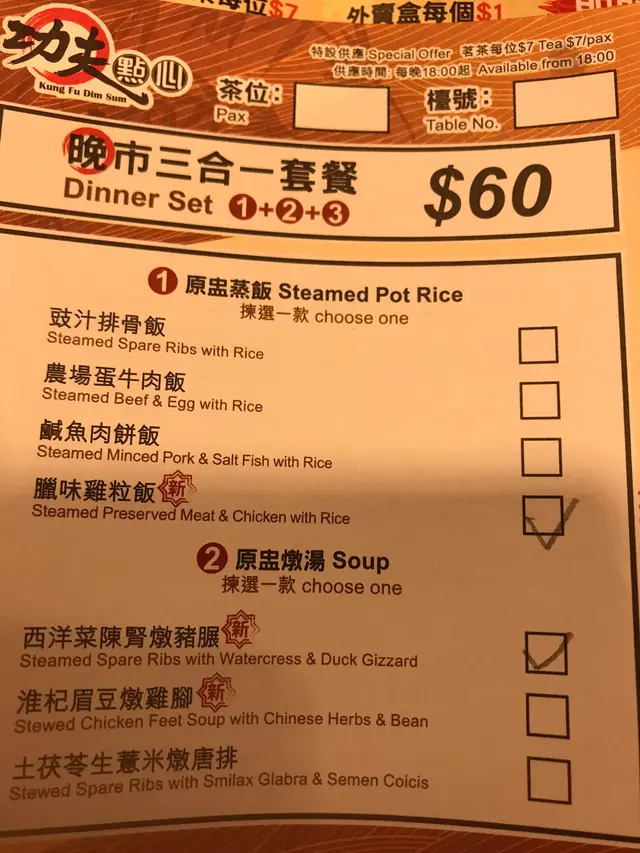 每位$7 外賣盒每個$1
功夫點心
Kung Fu Dim Sum
特設供應 Special Offer 茗茶每位$7 Tea $7/pax
供應時間: 每晚18:00起 Available from 18:00
茶位:
Pax
檯號:
Table No.
晚市三合一套餐
Dinner Set 1+2+3
$60
1 原盅蒸飯 Steamed Pot Rice
揀選一款 choose one
豉汁排骨飯
Steamed Spare Ribs with Rice
農場蛋牛肉飯
Steamed Beef & Egg with Rice
鹹魚肉餅飯
Steamed Minced Pork & Salt Fish with Rice
臘味雞粒飯 新
Steamed Preserved Meat & Chicken with Rice
2 原盅燉湯 Soup
揀選一款 choose one
西洋菜陳腎燉豬𦟌 新
Steamed Spare Ribs with Watercress & Duck Gizzard
淮杞眉豆燉雞腳 新
Stewed Chicken Feet Soup with Chinese Herbs & Bean
土茯苓生薏米燉唐排
Stewed Spare Ribs with Smilax Glabra & Semen Coicis